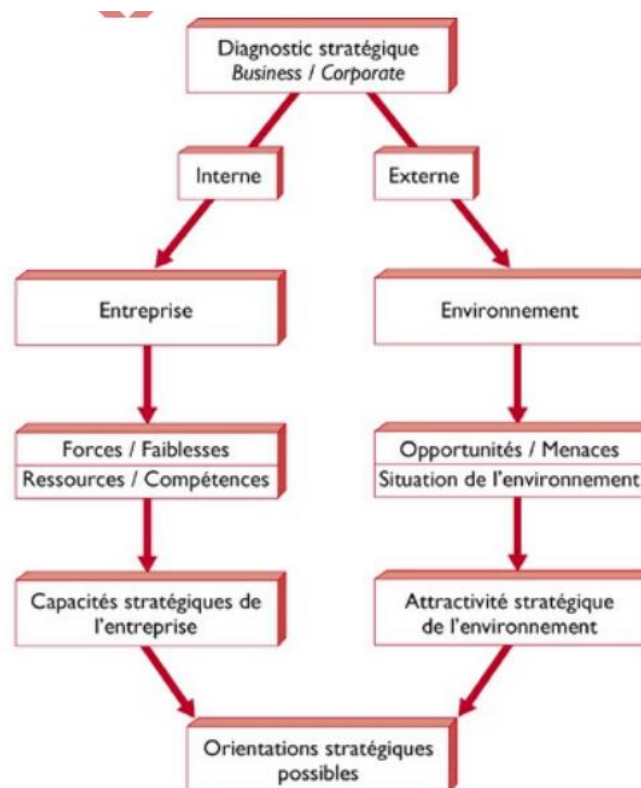 Diagnostic stratégique
Business / Corporate
Interne
Externe
Entreprise
Environnement
Forces / Faiblesses
Ressources / Compétences
Opportunités / Menaces
Situation de l'environnement
Capacités stratégiques de
l'entreprise
Attractivité stratégique
de l'environnement
Orientations stratégiques
possibles